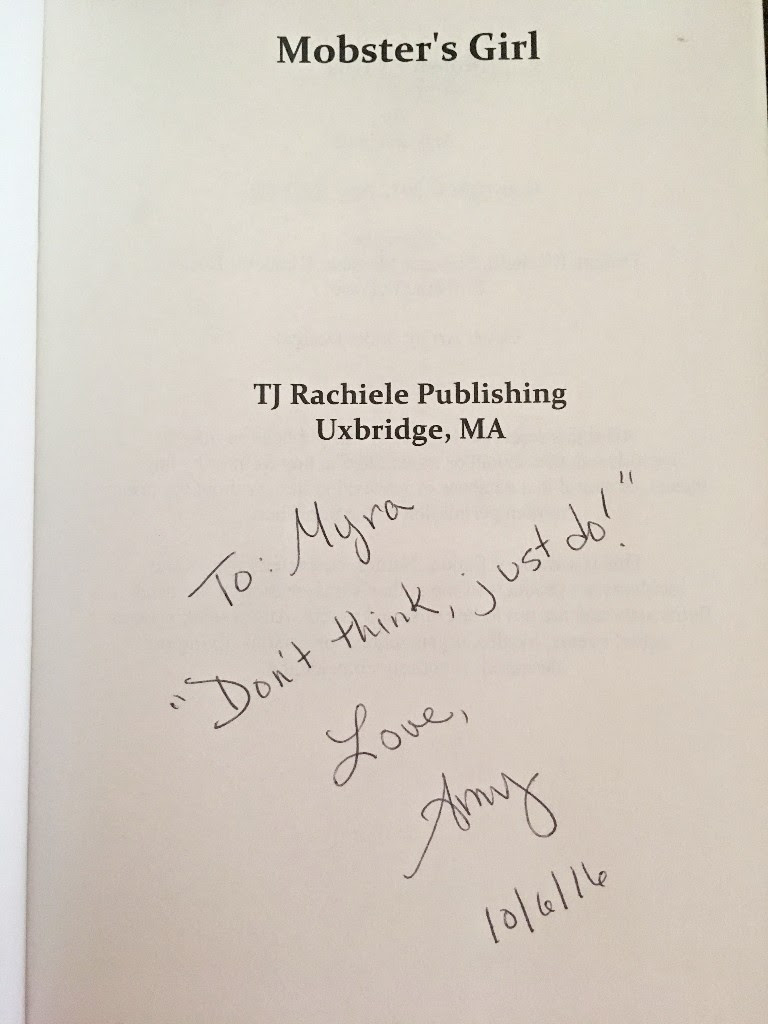 Mobster's Girl
TJ Rachiele Publishing
Uxbridge, MA
To: Myra
"Don't think, just do!"
Love,
Amy
10/6/16